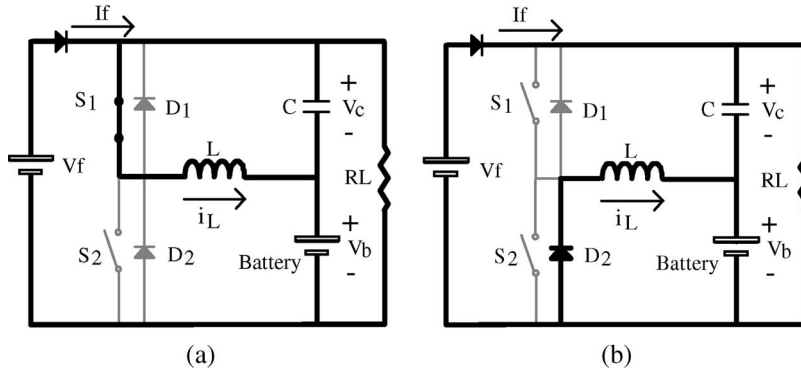 If
S1
D1
C
+
Vc
-
Vf
L
RL
iL
S2
D2
Battery
+
Vb
-
(a)
If
S1
D1
C
+
Vc
-
Vf
L
RL
iL
S2
D2
Battery
+
Vb
-
(b)